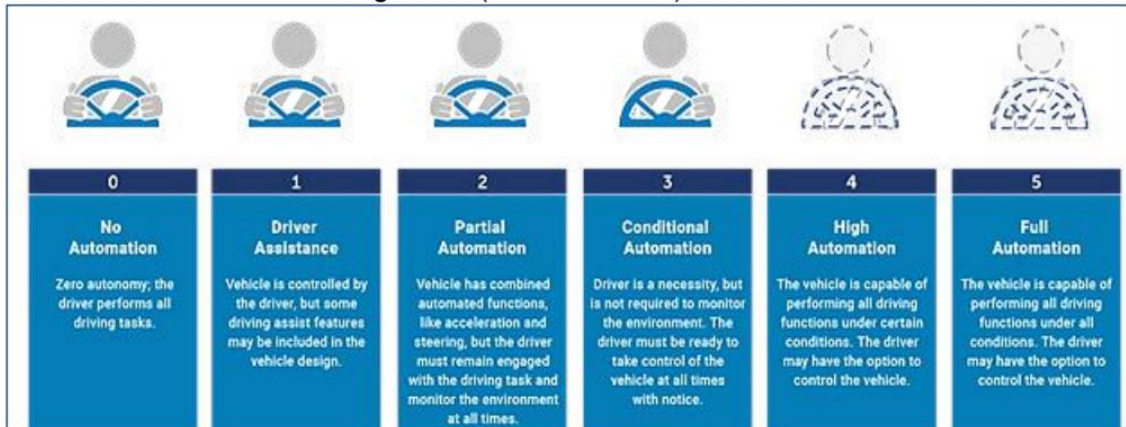 0
No
Automation
Zero autonomy; the
driver performs all
driving tasks.
1
Driver
Assistance
Vehicle is controlled by
the driver, but some
driving assist features
may be included in the
vehicle design.
2
Partial
Automation
Vehicle has combined
automated functions,
like acceleration and
steering, but the driver
must remain engaged
with the driving task and
monitor the environment
at all times.
3
Conditional
Automation
Driver is a necessity, but
is not required to monitor
the environment. The
driver must be ready to
take control of the
vehicle at all times
with notice.
4
High
Automation
The vehicle is capable of
performing all driving
functions under certain
conditions. The driver
may have the option to
control the vehicle.
5
Full
Automation
The vehicle is capable of
performing all driving
functions under all
conditions. The driver
may have the option to
control the vehicle.